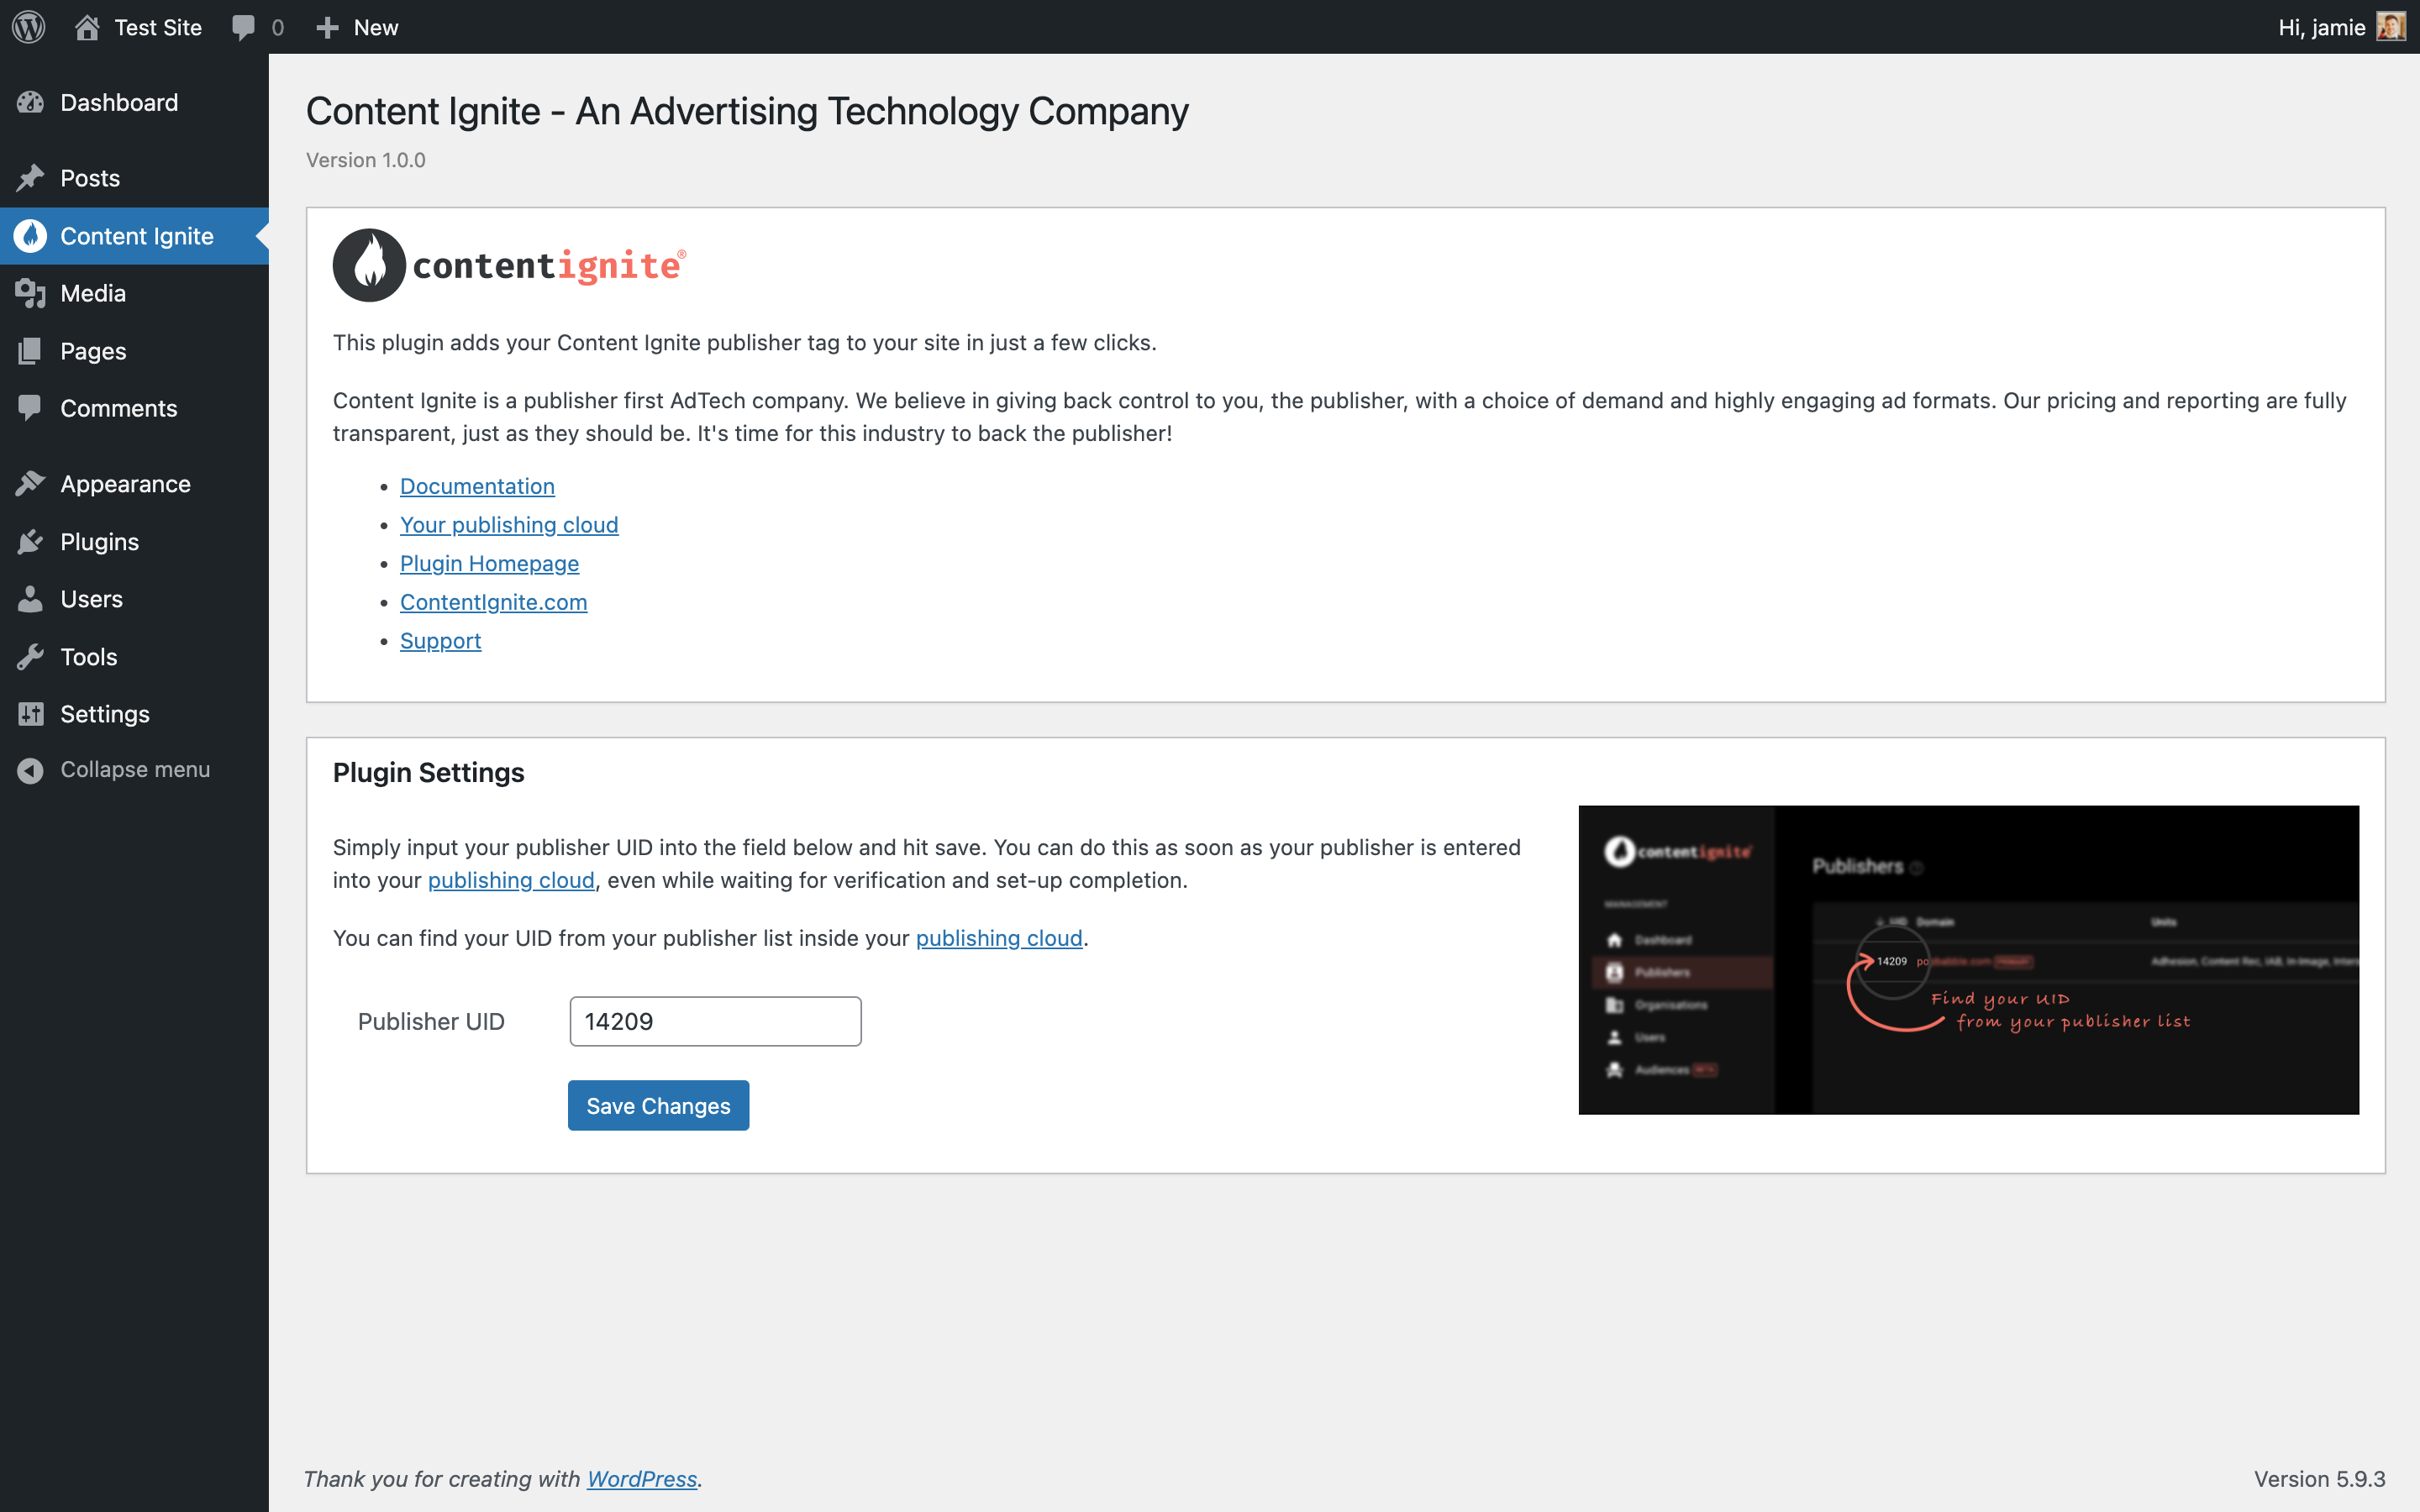 Test Site 0 New Hi, jamie
Dashboard
Posts
Content Ignite
Media
Pages
Comments
Appearance
Plugins
Users
Tools
Settings
Collapse menu
Content Ignite - An Advertising Technology Company
Version 1.0.0
contentignite®
This plugin adds your Content Ignite publisher tag to your site in just a few clicks.
Content Ignite is a publisher first AdTech company. We believe in giving back control to you, the publisher, with a choice of demand and highly engaging ad formats. Our pricing and reporting are fully
transparent, just as they should be. It's time for this industry to back the publisher!
• Documentation
• Your publishing cloud
• Plugin Homepage
• ContentIgnite.com
• Support
Plugin Settings
Simply input your publisher UID into the field below and hit save. You can do this as soon as your publisher is entered
into your publishing cloud, even while waiting for verification and set-up completion.
You can find your UID from your publisher list inside your publishing cloud.
Publisher UID 14209
Save Changes
contentignite
MANAGEMENT
Dashboard
Publishers
Organisations
Users
Audiences BETA
Publishers
UID Domain Units
14209 Adhesion, Content Rec, IAB, In-Image,
Find your UID
from your publisher list
Thank you for creating with WordPress.
Version 5.9.3